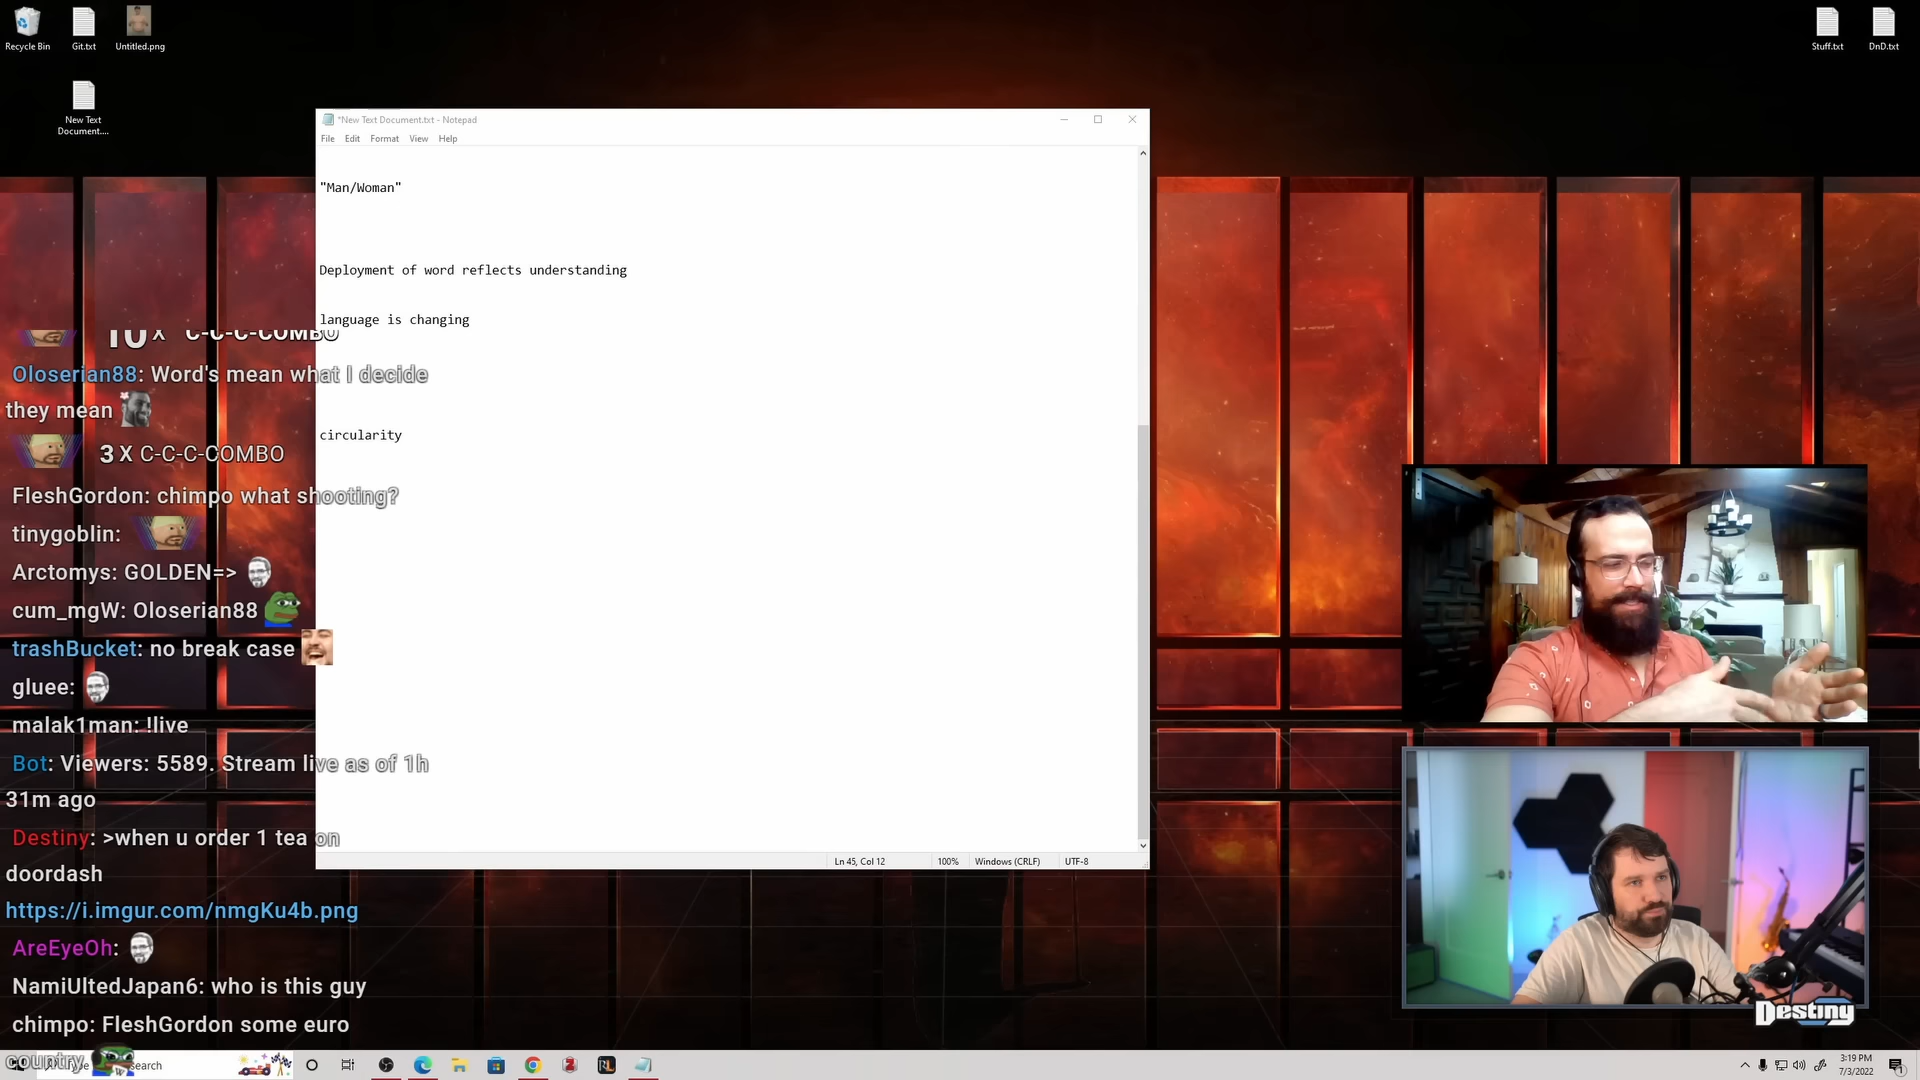 Recycle Bin
Git.txt
Untitled.png
Stuff.txt
DnD.txt
New Text
Document....
*New Text Document.txt - Notepad
File Edit Format View Help
"Man/Woman"
Deployment of word reflects understanding
language is changing
circularity
Ln 45, Col 12
100%
Windows (CRLF)
UTF-8
10 X C-C-C-COMBO
Oloserian88: Word's mean what I decide
they mean
3 X C-C-C-COMBO
FleshGordon: chimpo what shooting?
tinygoblin:
Arctomys: GOLDEN=>
cum_mgW: Oloserian88
trashBucket: no break case
gluee:
malak1man: !live
Bot: Viewers: 5589. Stream live as of 1h
31m ago
Destiny: >when u order 1 tea on
doordash
https://i.imgur.com/nmgKu4b.png
AreEyeOh:
NamiUltedJapan6: who is this guy
chimpo: FleshGordon some euro
country
Destiny
search
3:19 PM
7/3/2022